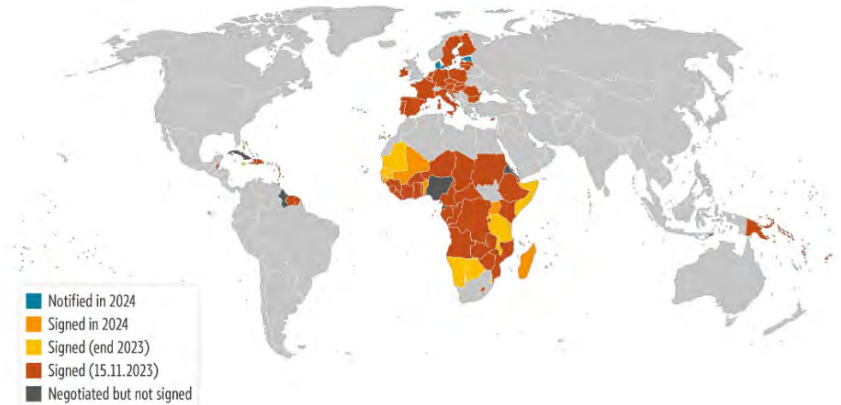 Notified in 2024
Signed in 2024
Signed (end 2023)
Signed (15.11.2023)
Negotiated but not signed